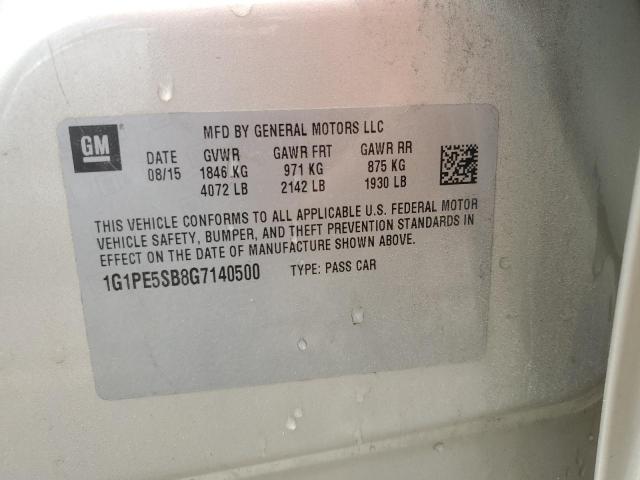 GM
MFD BY GENERAL MOTORS LLC
DATE GVWR GAWR FRT GAWR RR
08/15 1846 KG 971 KG 875 KG
4072 LB 2142 LB 1930 LB
THIS VEHICLE CONFORMS TO ALL APPLICABLE U.S. FEDERAL MOTOR
VEHICLE SAFETY, BUMPER, AND THEFT PREVENTION STANDARDS IN
EFFECT ON THE DATE OF MANUFACTURE SHOWN ABOVE.
1G1PE5SB8G7140500 TYPE: PASS CAR